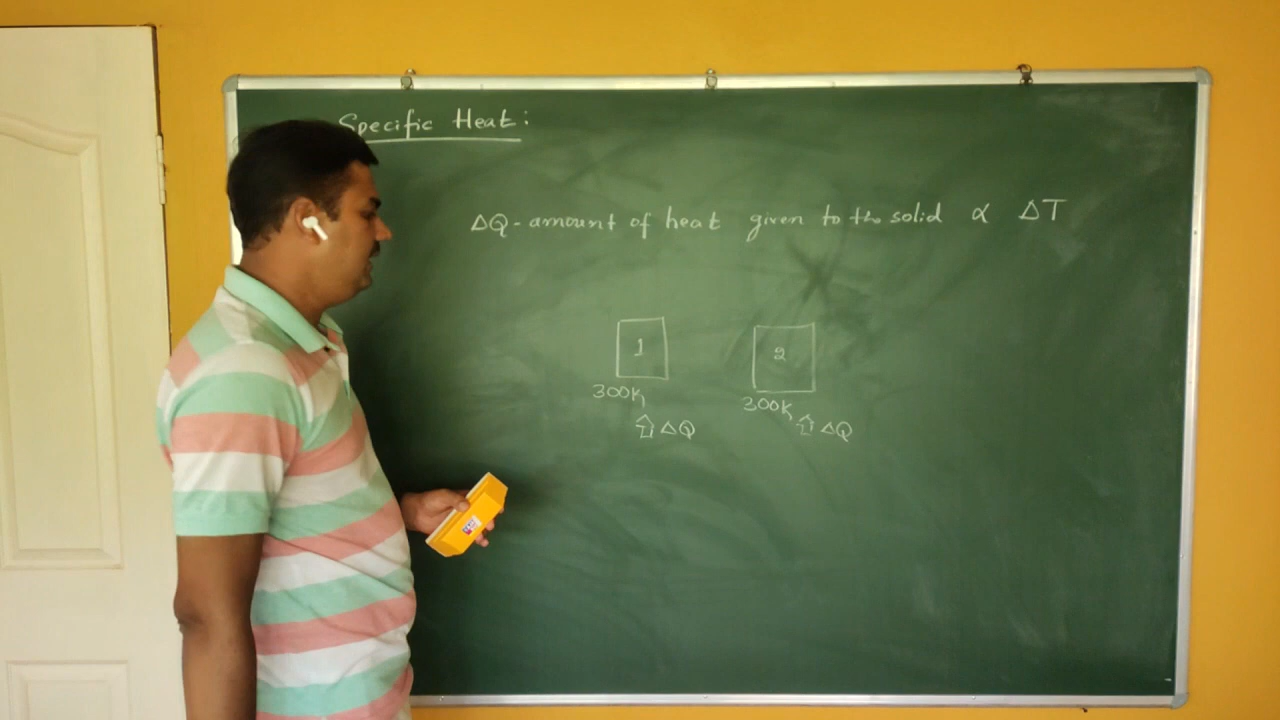 Specific Heat:
ΔQ - amount of heat given to the solid ∝ ΔT
1 2
300K 300K
⇧ ΔQ ⇧ ΔQ